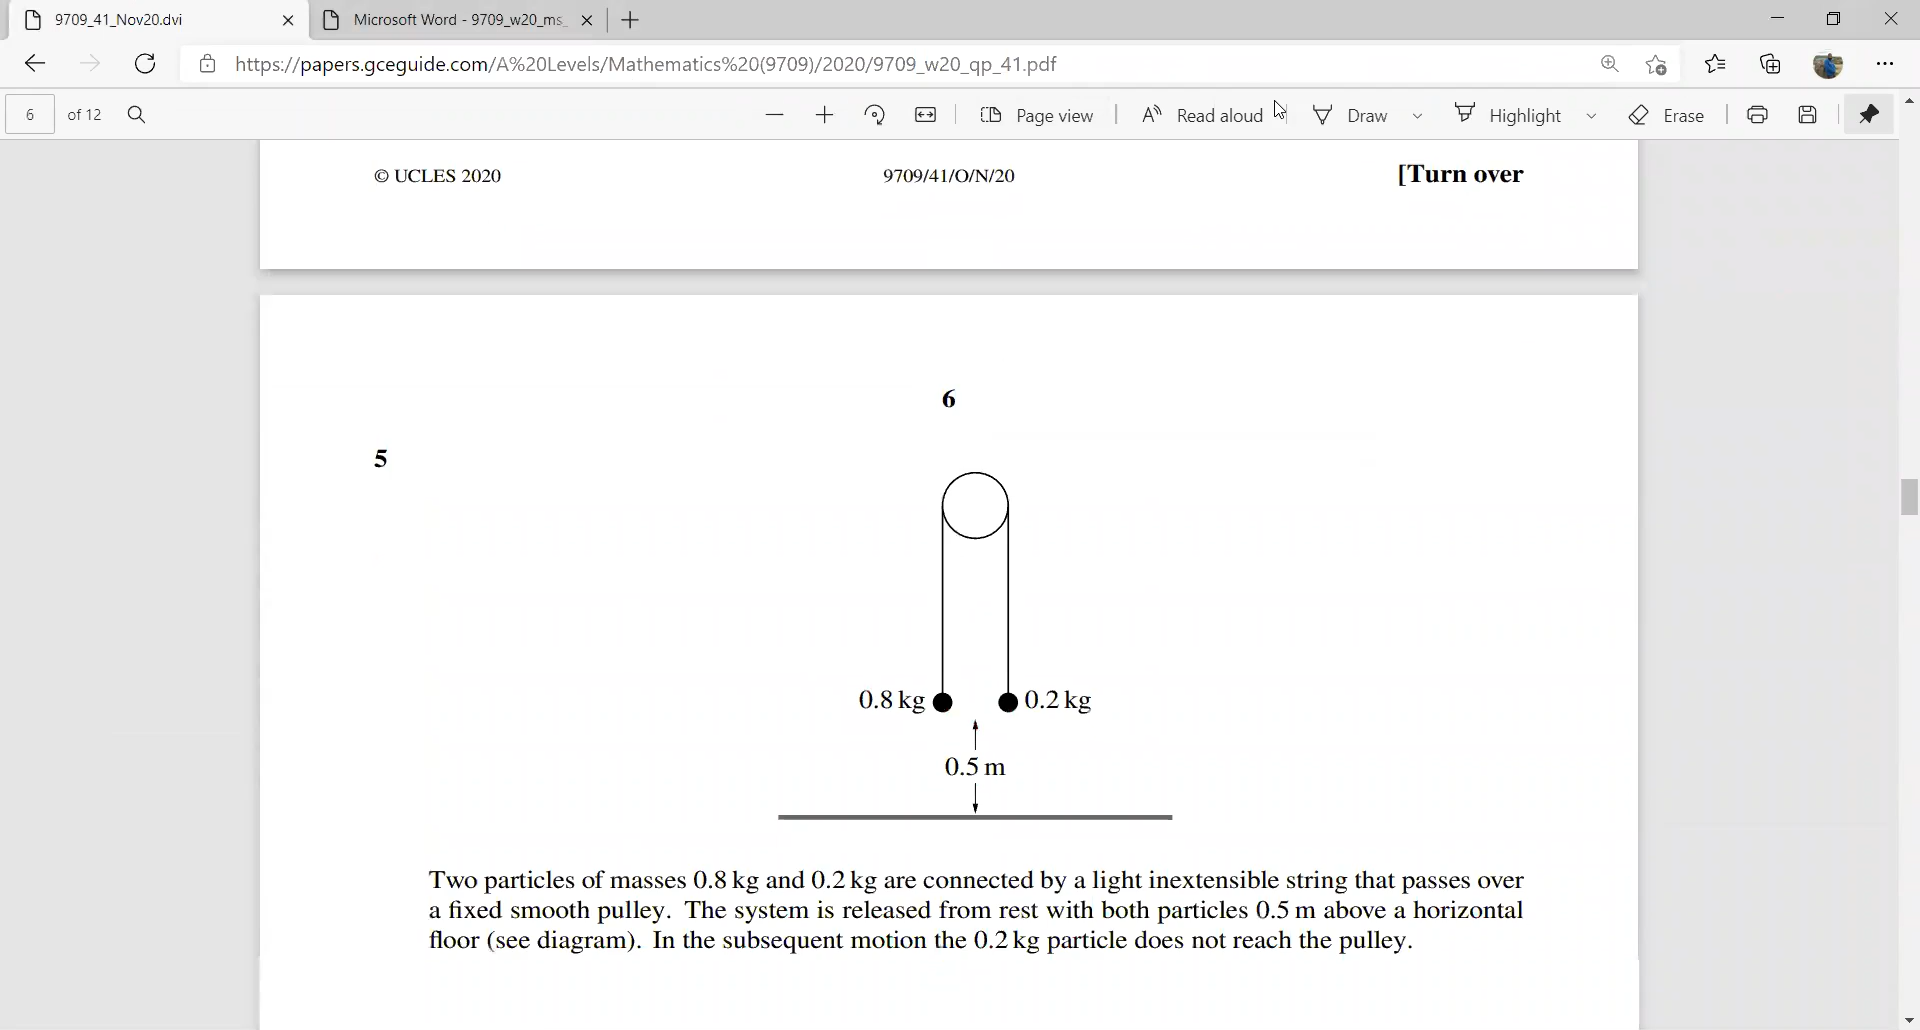 9709_41_Nov20.dvi
Microsoft Word - 9709_w20_ms_
https://papers.gceguide.com/A%20Levels/Mathematics%20(9709)/2020/9709_w20_qp_41.pdf
6 of 12
Page view
Read aloud
Draw
Highlight
Erase
© UCLES 2020
9709/41/O/N/20
[Turn over
6
5
0.8 kg
0.2 kg
0.5 m
Two particles of masses 0.8 kg and 0.2 kg are connected by a light inextensible string that passes over
a fixed smooth pulley. The system is released from rest with both particles 0.5 m above a horizontal
floor (see diagram). In the subsequent motion the 0.2 kg particle does not reach the pulley.